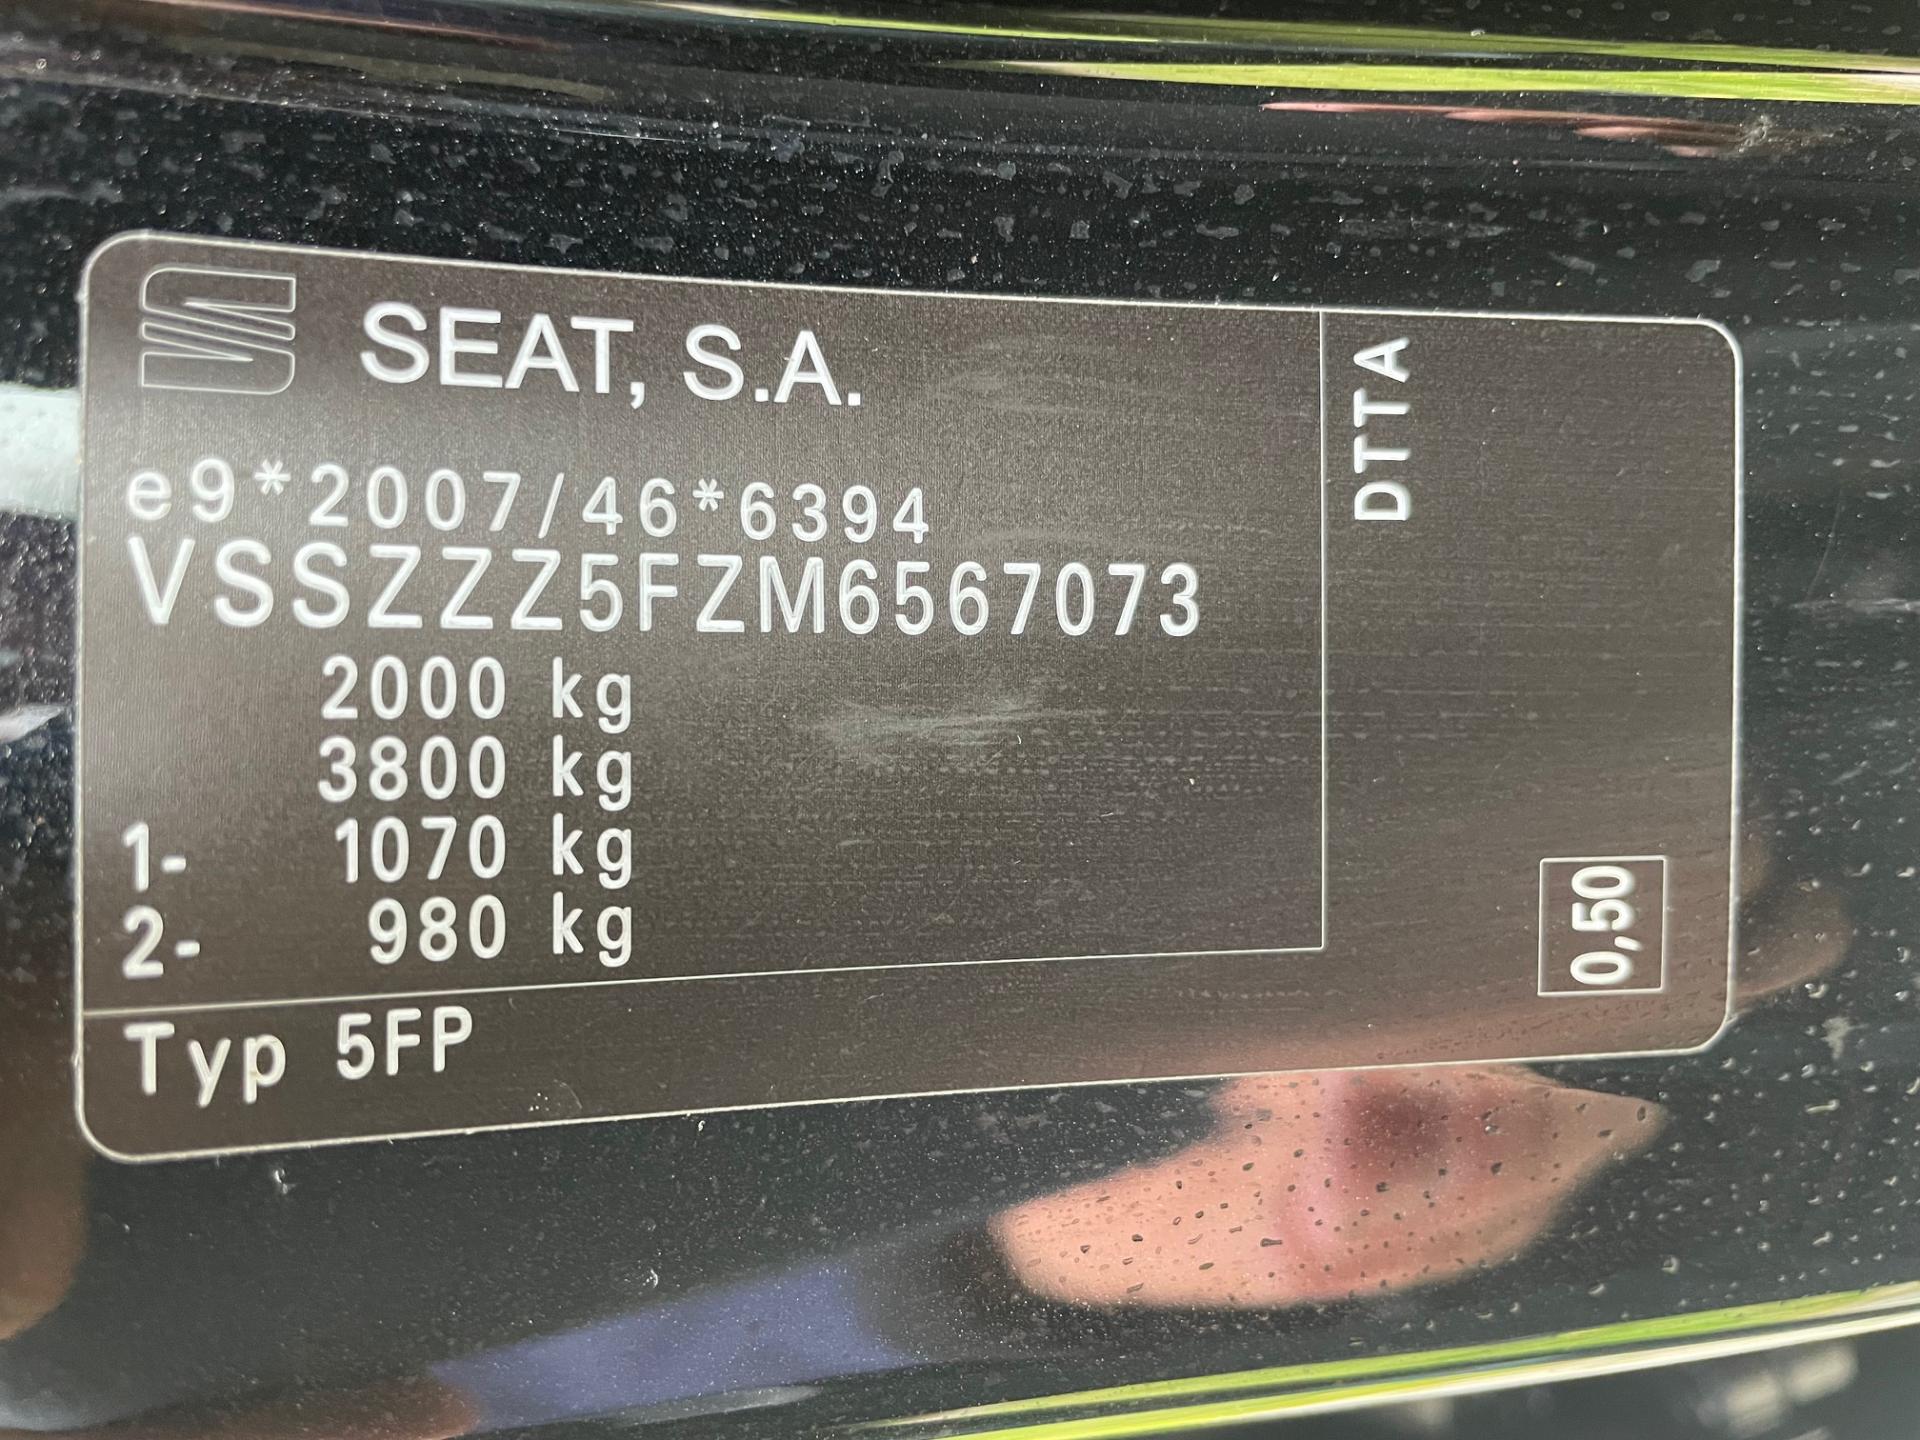 SEAT, S.A.
e9*2007/46*6394
VSSZZZ5FZM6567073
2000 kg
3800 kg
1- 1070 kg
2- 980 kg
Typ 5FP
DTTA
0,50